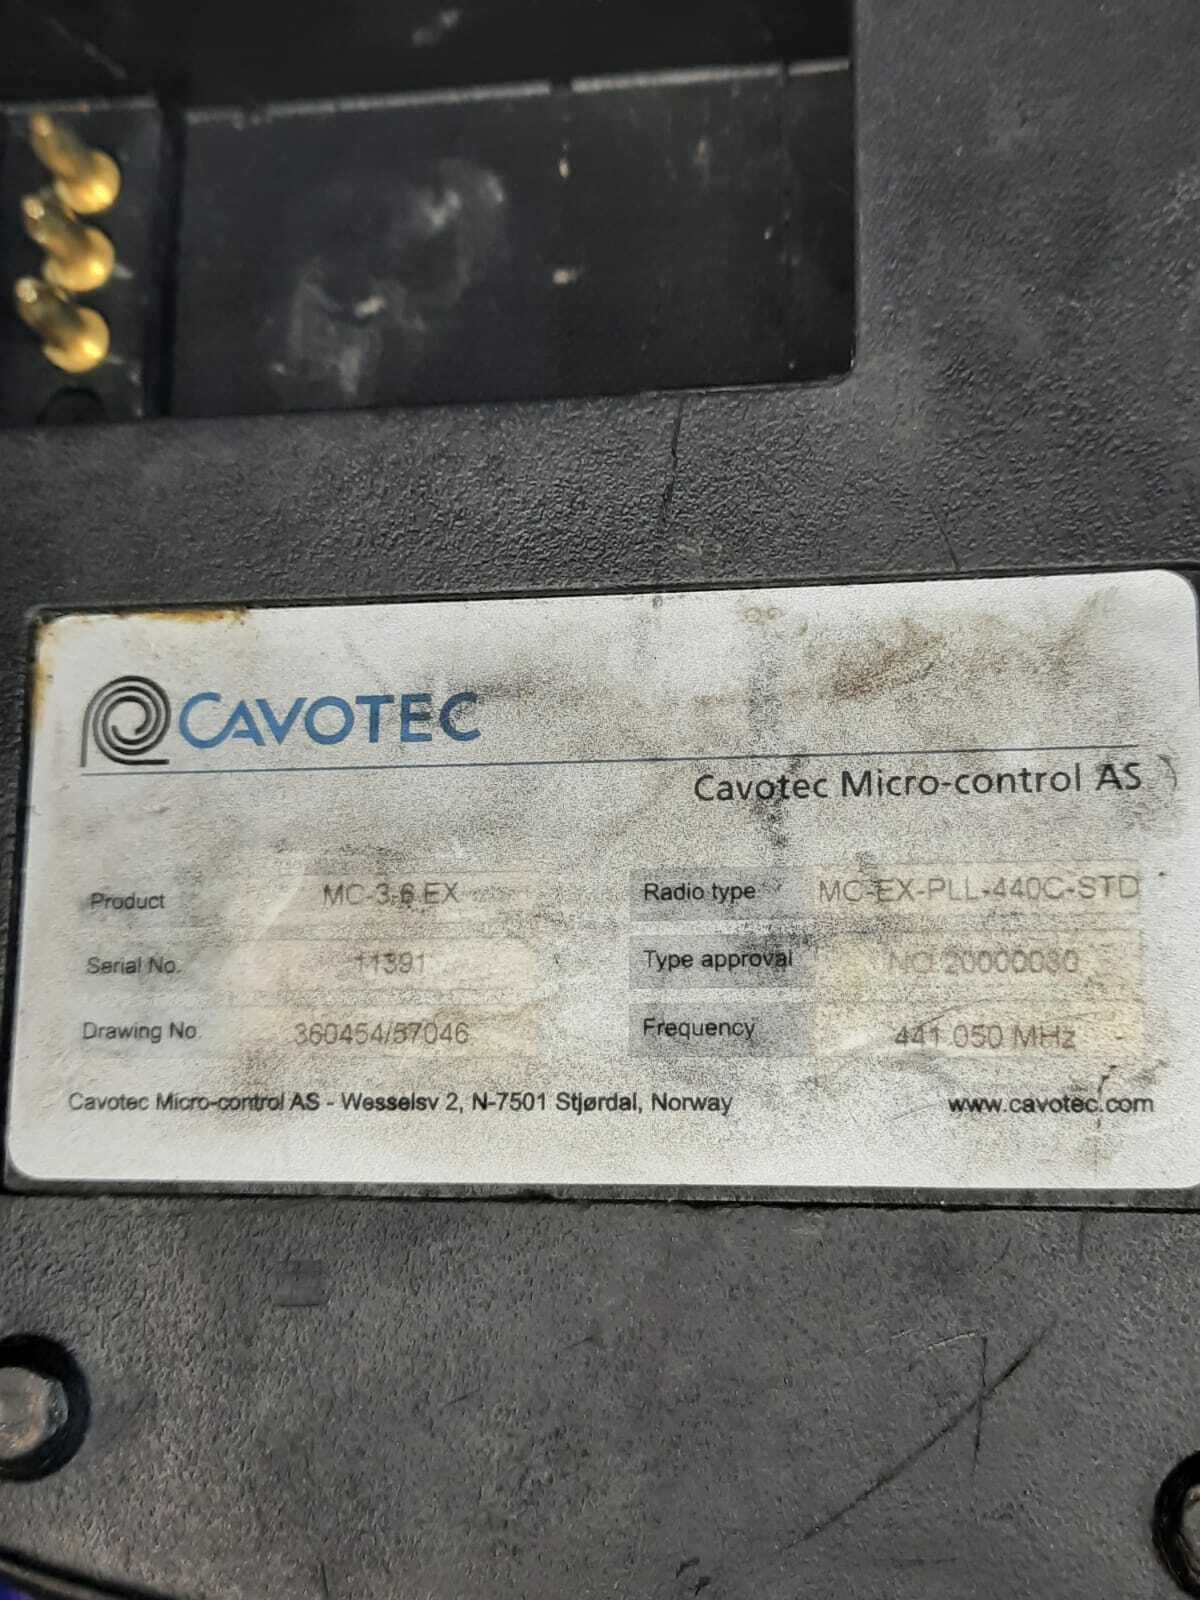 CAVOTEC
Cavotec Micro-control AS
Product MC-3.6 EX Radio type MC-EX-PLL-440C-STD
Serial No. 11391 Type approval NO 20000030
Drawing No. 360454/57046 Frequency 441.050 MHz
Cavotec Micro-control AS - Wesselsv 2, N-7501 Stjørdal, Norway www.cavotec.com